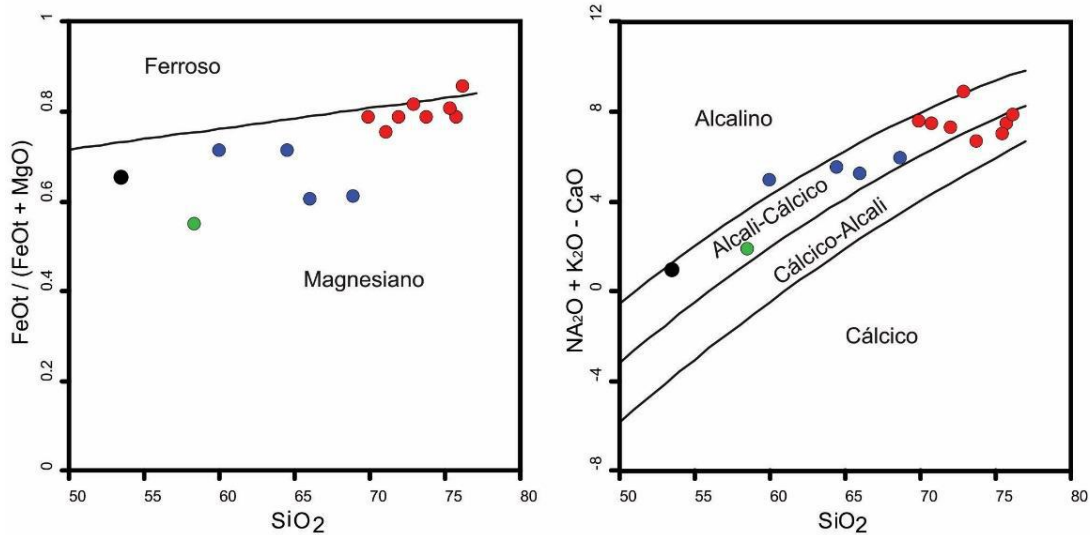 FeOt / (FeOt + MgO)
1
0.8
0.6
0.4
0.2
0
Ferroso
Magnesiano
50
55
60
65
70
75
80
SiO2
NA2O + K2O - CaO
12
8
4
0
-4
-8
Alcalino
Alcali-Cálcico
Cálcico-Alcali
Cálcico
50
55
60
65
70
75
80
SiO2